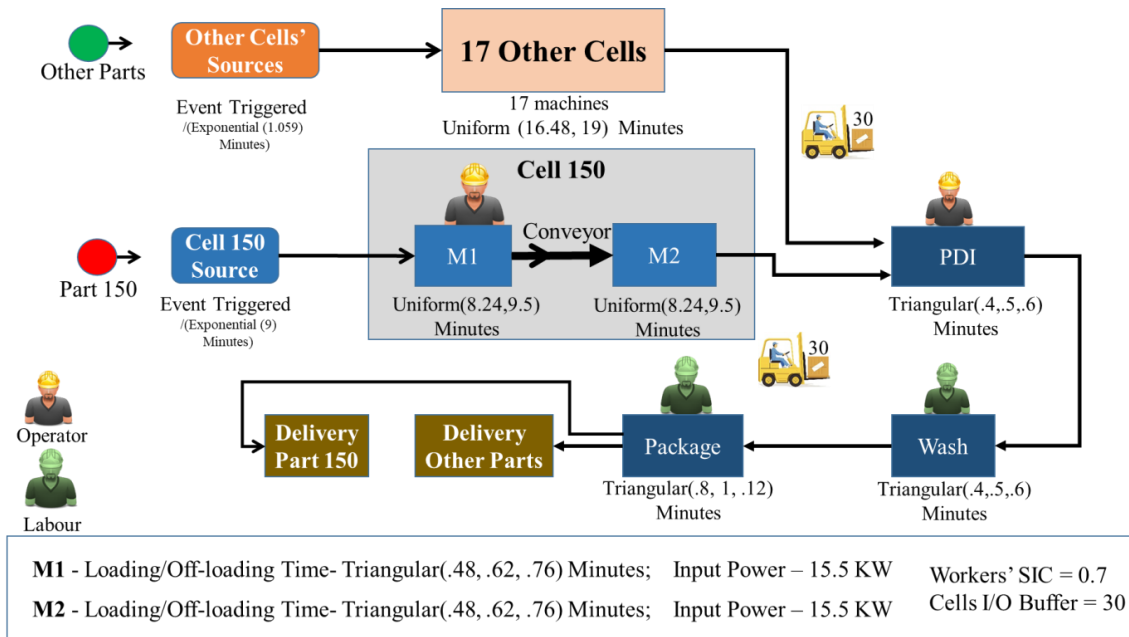 Other Parts
Other Cells'
Sources
Event Triggered
/(Exponential (1.059)
Minutes)
17 Other Cells
17 machines
Uniform (16.48, 19) Minutes
30
Cell 150
Part 150
Cell 150
Source
Event Triggered
/(Exponential (9)
Minutes)
M1
Conveyor
M2
Uniform(8.24,9.5)
Minutes
Uniform(8.24,9.5)
Minutes
PDI
Triangular(.4,.5,.6)
Minutes
30
Operator
Labour
Delivery
Part 150
Delivery
Other Parts
Package
Triangular(.8, 1, .12)
Minutes
Wash
Triangular(.4,.5,.6)
Minutes
M1 - Loading/Off-loading Time- Triangular(.48, .62, .76) Minutes; Input Power – 15.5 KW
M2 - Loading/Off-loading Time- Triangular(.48, .62, .76) Minutes; Input Power – 15.5 KW
Workers' SIC = 0.7
Cells I/O Buffer = 30